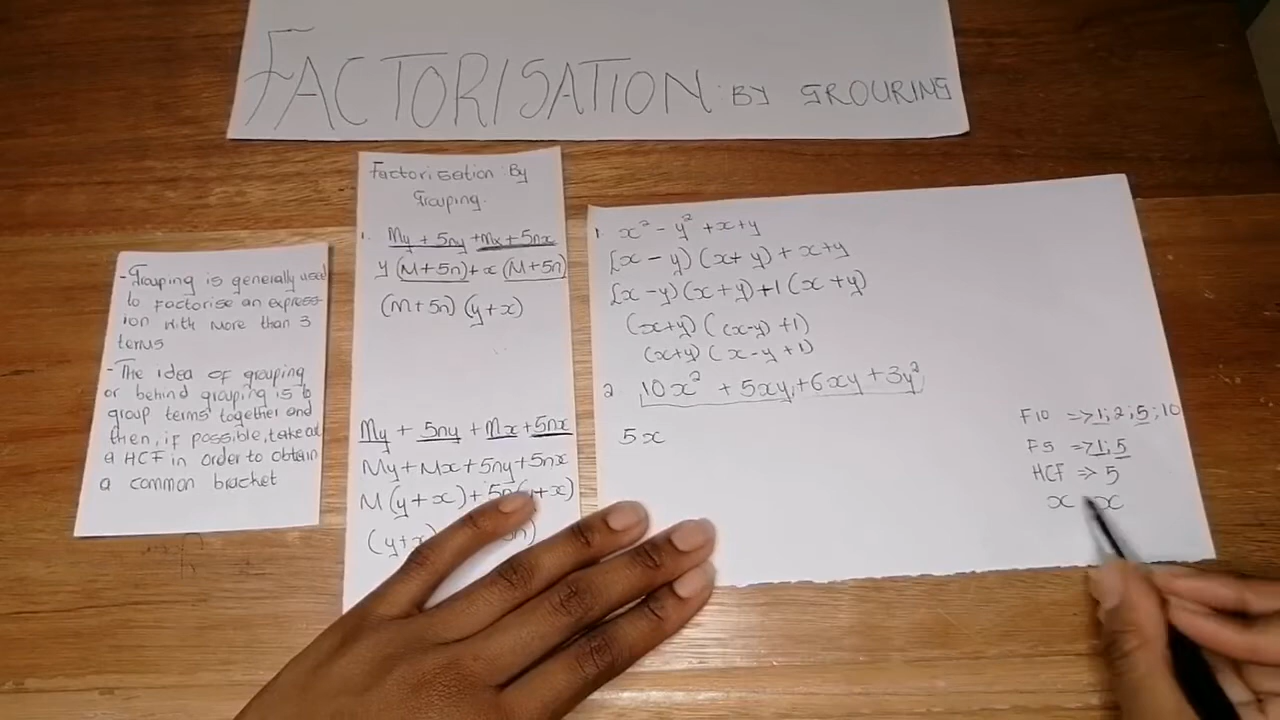 FACTORISATION: BY GROURING
-Grouping is generally used
to factorise an express
ion with more than 3
terms
-The idea of grouping
or behind grouping is to
group terms together and
then, if possible, take out
a HCF in order to obtain
a common bracket
Factorisation: By
Grouping.
1. My + 5ny + Mx + 5nx
y (M+5n) + x (M+5n)
(M+5n) (y+x)
My + 5ny + Mx + 5nx
My + Mx + 5ny + 5nx
M(y+x) + 5n(y+x)
(y+x)
1. x² - y² + x + y
(x - y) (x + y) + x + y
(x - y) (x + y) + 1 (x + y)
(x+y) ( (x-y) + 1)
(x+y) ( x - y + 1)
2 10x² + 5xy + 6xy + 3y²
5x
F10 => 1; 2; 5; 10
F5 => 1; 5
HCF => 5
x x